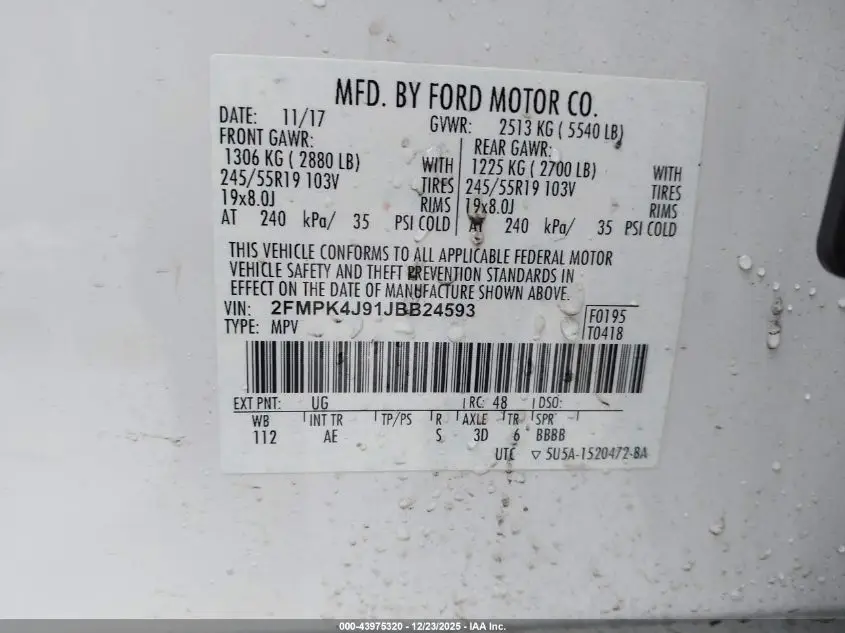 MFD. BY FORD MOTOR CO.
DATE: 11/17 GVWR: 2513 KG ( 5540 LB)
FRONT GAWR: REAR GAWR:
1306 KG ( 2880 LB) WITH 1225 KG ( 2700 LB) WITH
245/55R19 103V TIRES 245/55R19 103V TIRES
19x8.0J RIMS 19x8.0J RIMS
AT 240 kPa/ 35 PSI COLD AT 240 kPa/ 35 PSI COLD
THIS VEHICLE CONFORMS TO ALL APPLICABLE FEDERAL MOTOR
VEHICLE SAFETY AND THEFT PREVENTION STANDARDS IN
EFFECT ON THE DATE OF MANUFACTURE SHOWN ABOVE.
VIN: 2FMPK4J91JBB24593 F0195
TYPE: MPV T0418
EXT PNT: UG RC: 48 DSO:
WB INT TR TP/PS R AXLE TR SPR
112 AE S 3D 6 BBBB
UTC ▽ 5U5A-1520472-BA
000-43975320 - 12/23/2025 - IAA Inc.